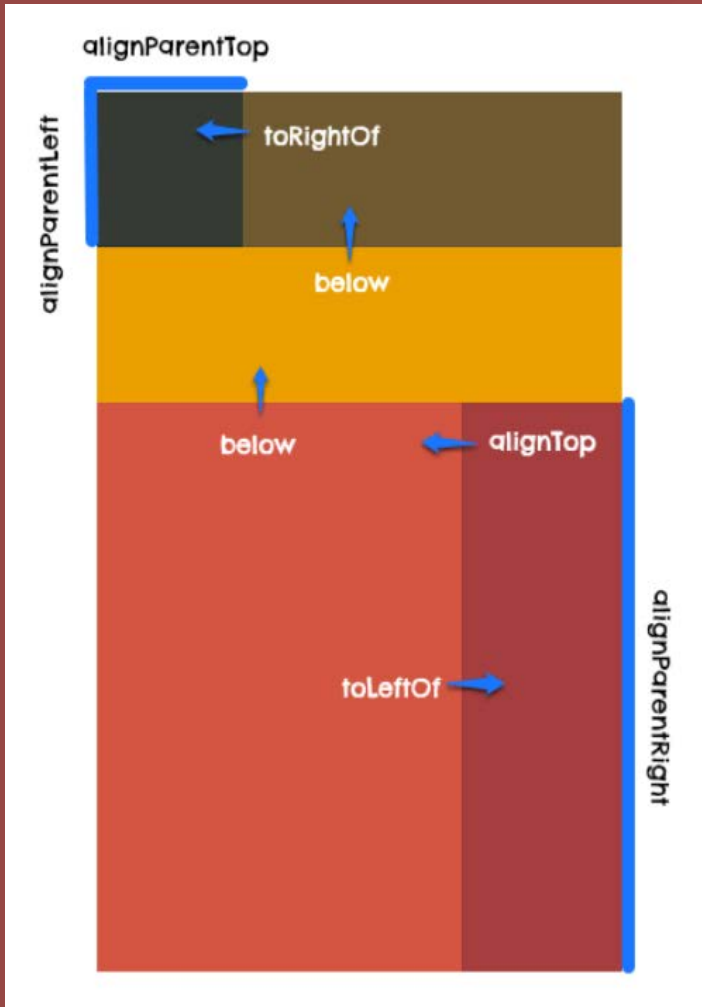 alignParentTop
alignParentLeft
toRightOf
below
below
alignTop
toLeftOf
alignParentRight